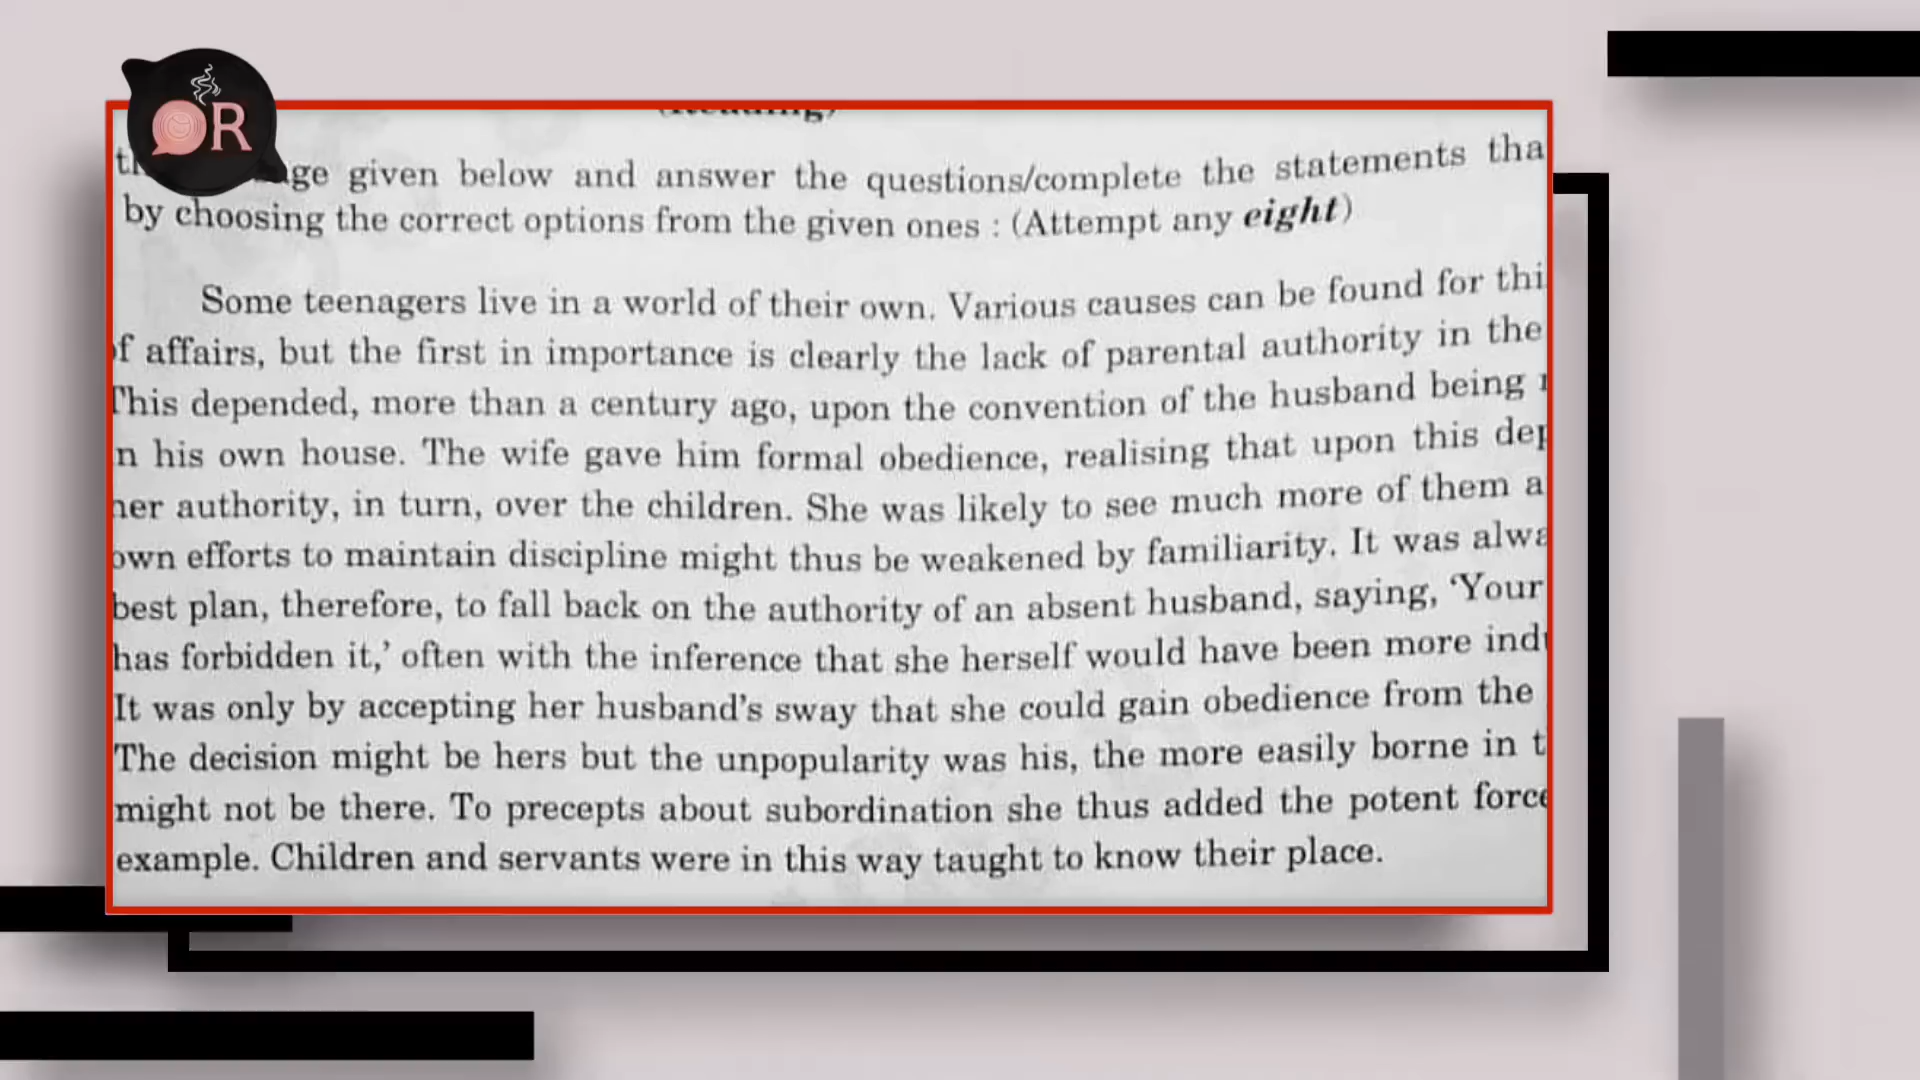 OR
(Reading)
given below and answer the questions/complete the statements tha
by choosing the correct options from the given ones : (Attempt any eight)
Some teenagers live in a world of their own. Various causes can be found for thi
f affairs, but the first in importance is clearly the lack of parental authority in the
This depended, more than a century ago, upon the convention of the husband being
n his own house. The wife gave him formal obedience, realising that upon this dep
her authority, in turn, over the children. She was likely to see much more of them a
own efforts to maintain discipline might thus be weakened by familiarity. It was alwa
best plan, therefore, to fall back on the authority of an absent husband, saying, ‘Your
has forbidden it,’ often with the inference that she herself would have been more ind
It was only by accepting her husband’s sway that she could gain obedience from the
The decision might be hers but the unpopularity was his, the more easily borne in t
might not be there. To precepts about subordination she thus added the potent force
example. Children and servants were in this way taught to know their place.